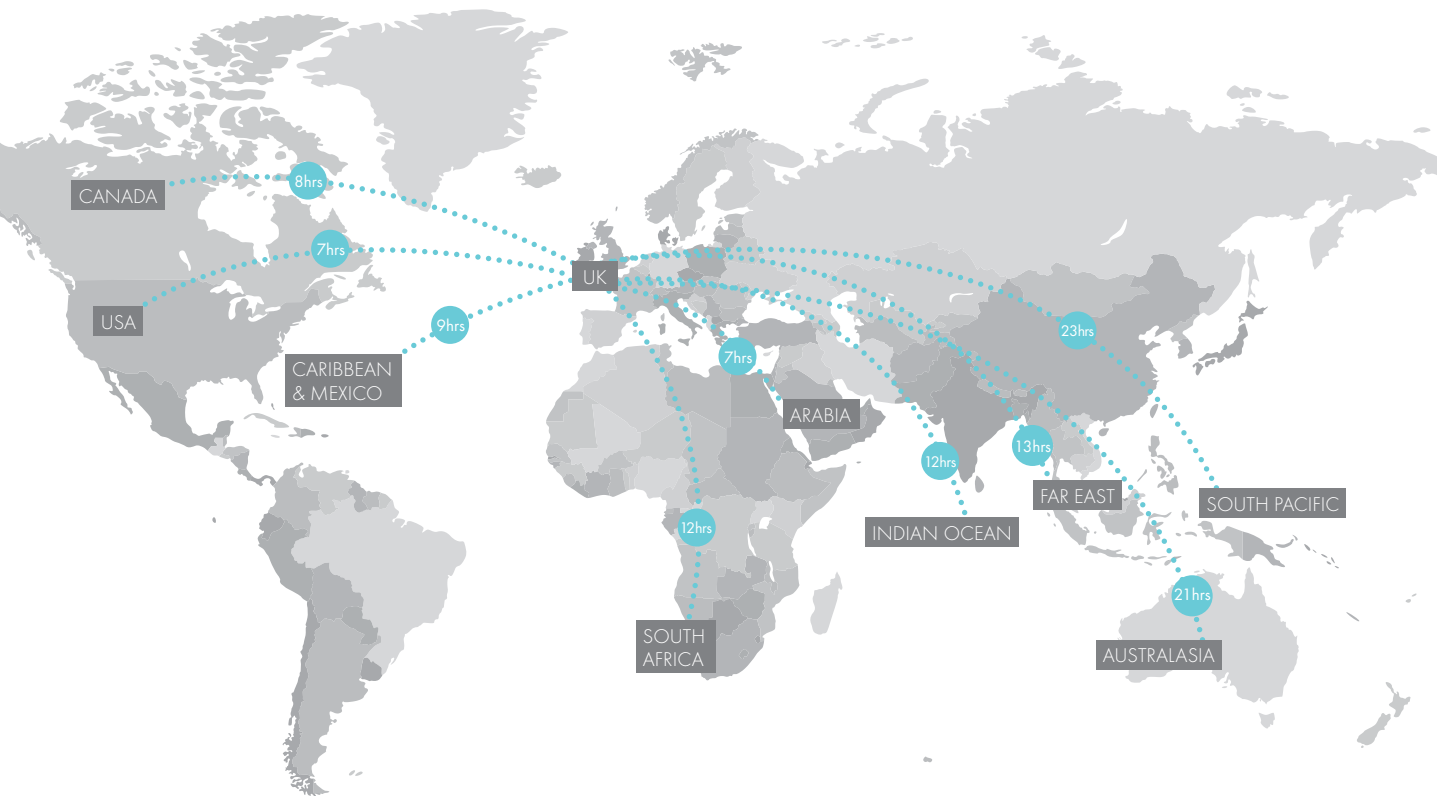 CANADA
8hrs
7hrs
UK
USA
9hrs
CARIBBEAN
& MEXICO
23hrs
7hrs
ARABIA
12hrs
13hrs
FAR EAST
SOUTH PACIFIC
INDIAN OCEAN
12hrs
21hrs
SOUTH
AFRICA
AUSTRALASIA